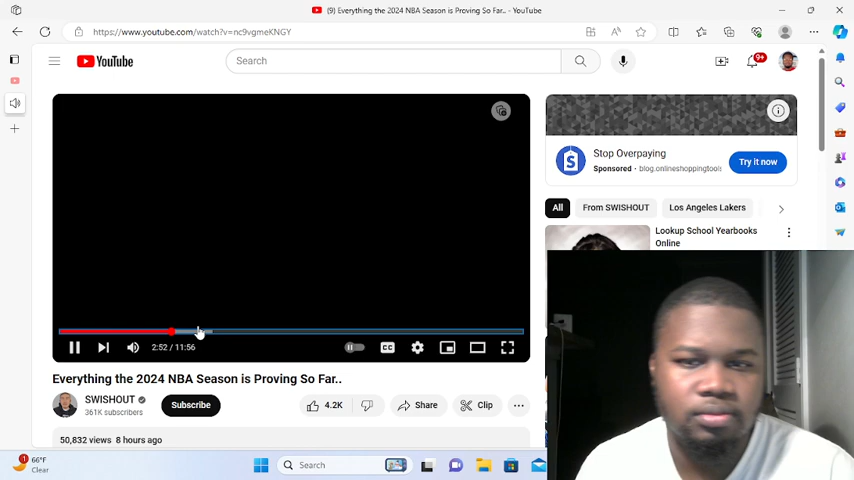 (9) Everything the 2024 NBA Season is Proving So Far... - YouTube
https://www.youtube.com/watch?v=nc9vgmeKNGY
YouTube
Search
9+
Stop Overpaying
Sponsored · blog.onlineshoppingtools
Try it now
All
From SWISHOUT
Los Angeles Lakers
Lookup School Yearbooks
Online
2:52 / 11:56
CC
Everything the 2024 NBA Season is Proving So Far..
SWISHOUT
361K subscribers
Subscribe
4.2K
Share
Clip
50,832 views 8 hours ago
1
66°F
Clear
Search